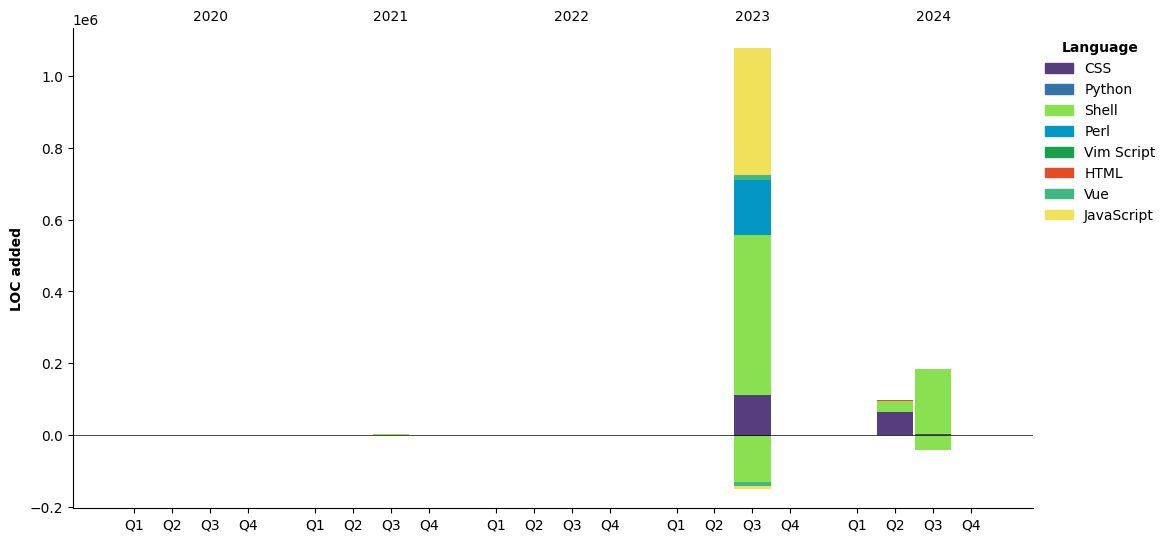 2020 2021 2022 2023 2024
1e6
Language
CSS
Python
Shell
Perl
Vim Script
HTML
Vue
JavaScript
LOC added
1.0
0.8
0.6
0.4
0.2
0.0
−0.2
Q1 Q2 Q3 Q4 Q1 Q2 Q3 Q4 Q1 Q2 Q3 Q4 Q1 Q2 Q3 Q4 Q1 Q2 Q3 Q4